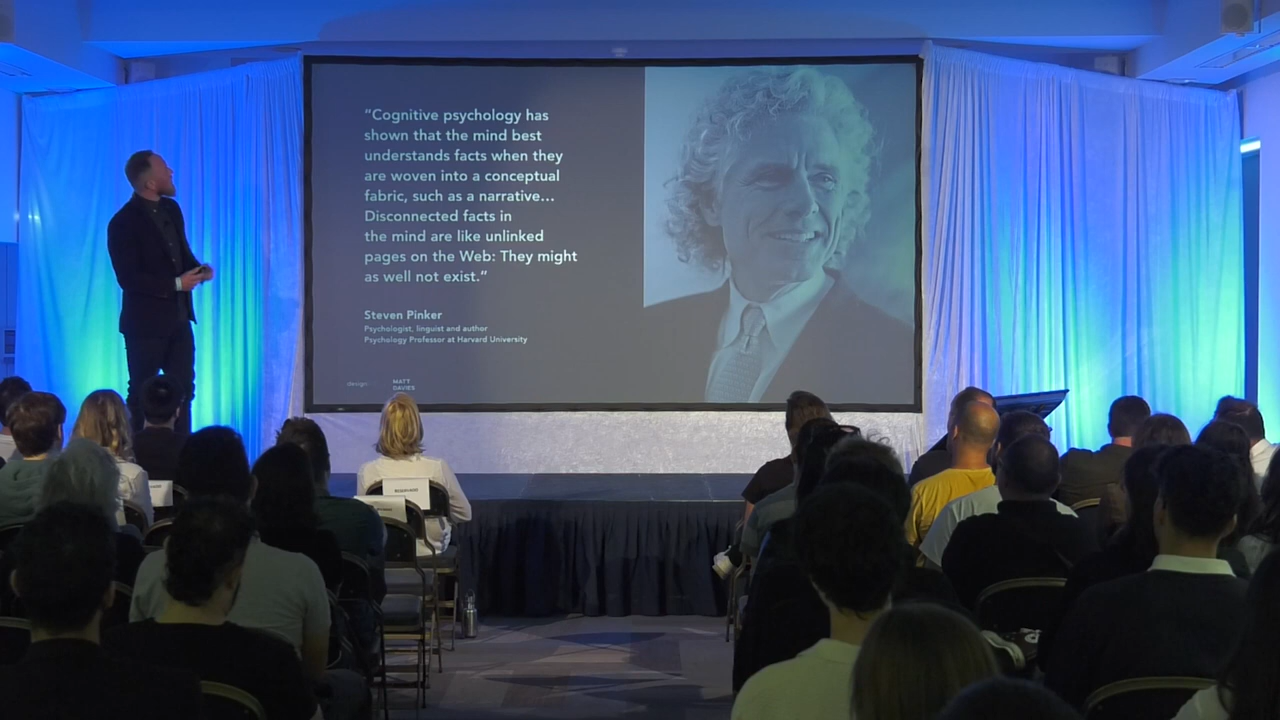 “Cognitive psychology has
shown that the mind best
understands facts when they
are woven into a conceptual
fabric, such as a narrative...
Disconnected facts in
the mind are like unlinked
pages on the Web: They might
as well not exist.“
Steven Pinker
Psychologist, linguist and author
Psychology Professor at Harvard University
design
MATT
DAVIES